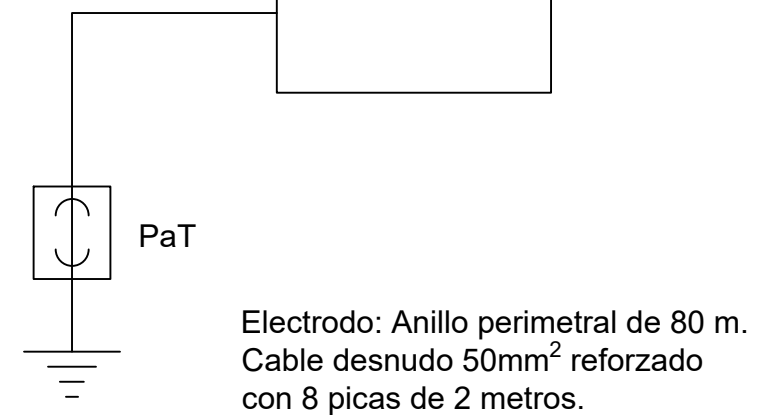 PaT
Electrodo: Anillo perimetral de 80 m.
Cable desnudo 50mm² reforzado
con 8 picas de 2 metros.